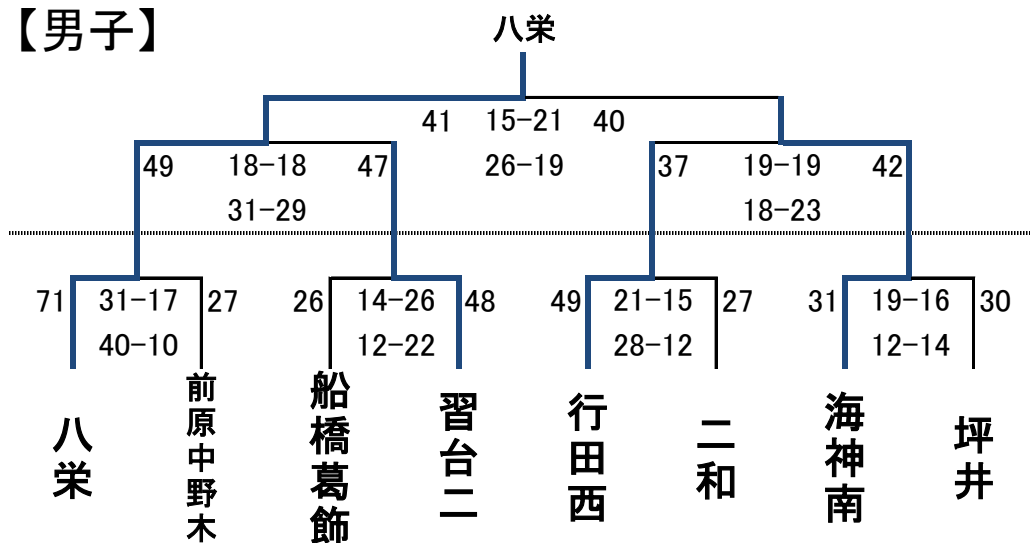 【男子】
八栄
41 15-21 40
26-19
49 18-18 47
31-29
37 19-19 42
18-23
71 31-17 27
40-10
26 14-26 48
12-22
49 21-15 27
28-12
31 19-16 30
12-14
八栄
前原中野木
船橋葛飾
習台二
行田西
二和
海神南
坪井